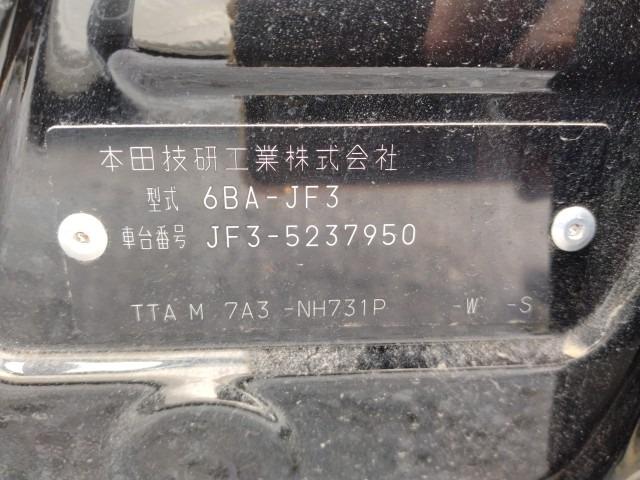 本田技研工業株式会社
型式 6BA-JF3
車台番号 JF3-5237950
TTA M 7A3 -NH731P -W -S